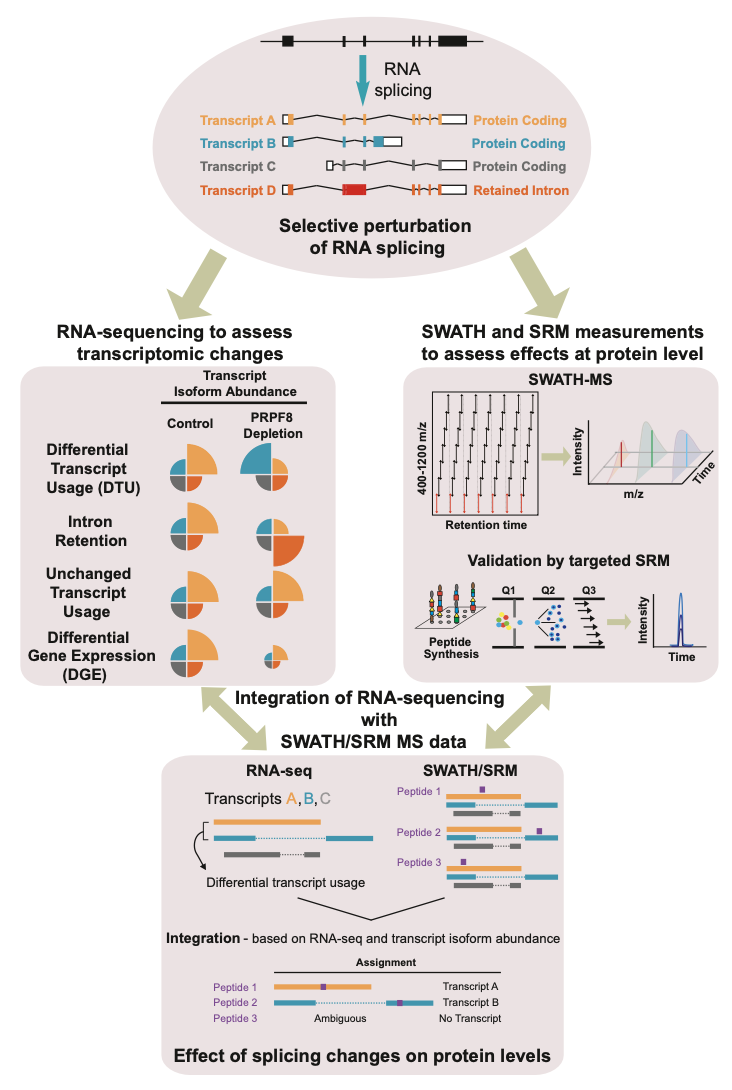 RNA
splicing
Transcript A Protein Coding
Transcript B Protein Coding
Transcript C Protein Coding
Transcript D Retained Intron
Selective perturbation
of RNA splicing
RNA-sequencing to assess
transcriptomic changes
Transcript
Isoform Abundance
Control
PRPF8
Depletion
Differential
Transcript
Usage (DTU)
Intron
Retention
Unchanged
Transcript
Usage
Differential
Gene Expression
(DGE)
SWATH and SRM measurements
to assess effects at protein level
SWATH-MS
400-1200 m/z
Retention time
Intensity
m/z
Time
Validation by targeted SRM
Peptide
Synthesis
Q1 Q2 Q3
Intensity
Time
Integration of RNA-sequencing
with
SWATH/SRM MS data
RNA-seq
Transcripts A, B, C
Differential transcript usage
SWATH/SRM
Peptide 1
Peptide 2
Peptide 3
Integration - based on RNA-seq and transcript isoform abundance
Assignment
Peptide 1 Transcript A
Peptide 2 Transcript B
Peptide 3 Ambiguous No Transcript
Effect of splicing changes on protein levels